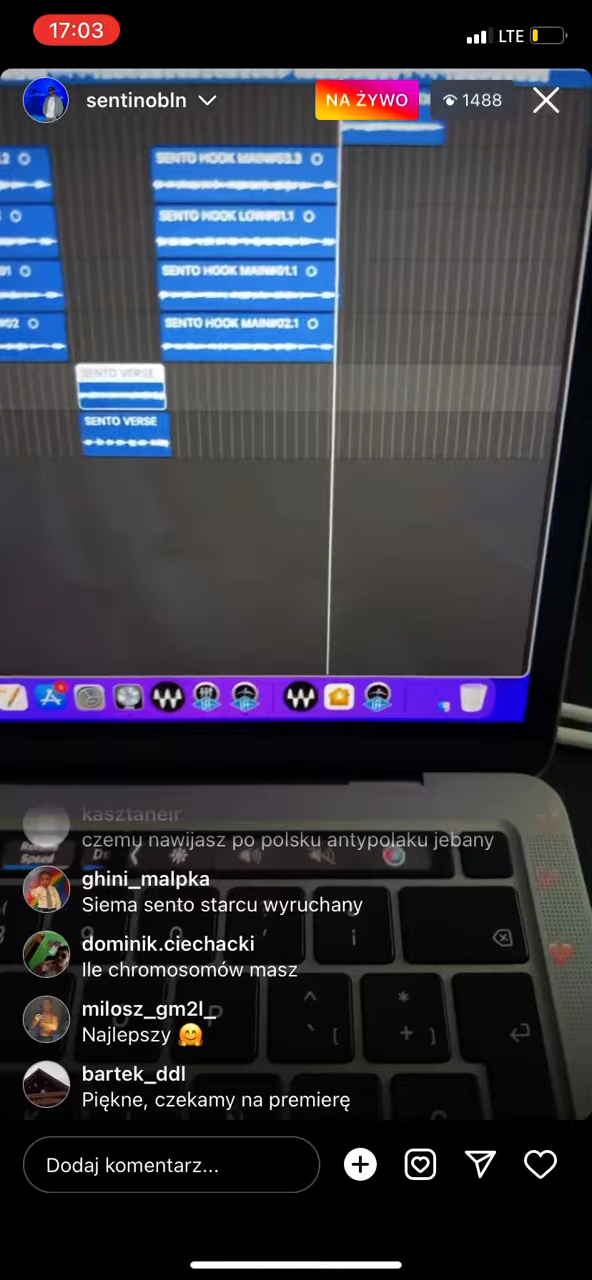 17:03
LTE
sentinobln
NA ŻYWO
1488
SENTO HOOK MAIN#03.3
SENTO HOOK LOW#01.1
SENTO HOOK MAIN#01.1
SENTO HOOK MAIN#02.1
SENTO VERSE
SENTO VERSE
kasztaneir
czemu nawijasz po polsku antypolaku jebany
ghini_malpka
Siema sento starcu wyruchany
dominik.ciechacki
Ile chromosomów masz
milosz_gm2l_
Najlepszy 🤗
bartek_ddl
Piękne, czekamy na premierę
Dodaj komentarz...